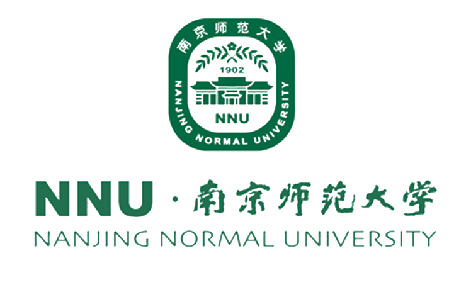 南京师范大学
1902
NNU
NANJING NORMAL UNIVERSITY
NNU·南京师范大学
NANJING NORMAL UNIVERSITY